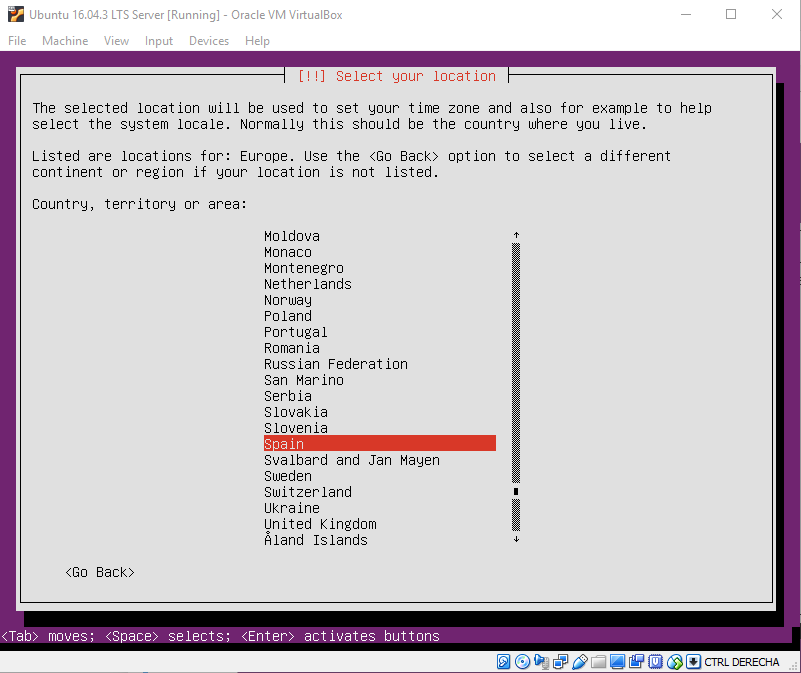 Ubuntu 16.04.3 LTS Server [Running] - Oracle VM VirtualBox
File Machine View Input Devices Help
[!!] Select your location
The selected location will be used to set your time zone and also for example to help
select the system locale. Normally this should be the country where you live.
Listed are locations for: Europe. Use the <Go Back> option to select a different
continent or region if your location is not listed.
Country, territory or area:
Moldova
Monaco
Montenegro
Netherlands
Norway
Poland
Portugal
Romania
Russian Federation
San Marino
Serbia
Slovakia
Slovenia
Spain
Svalbard and Jan Mayen
Sweden
Switzerland
Ukraine
United Kingdom
Åland Islands
<Go Back>
<Tab> moves; <Space> selects; <Enter> activates buttons
CTRL DERECHA